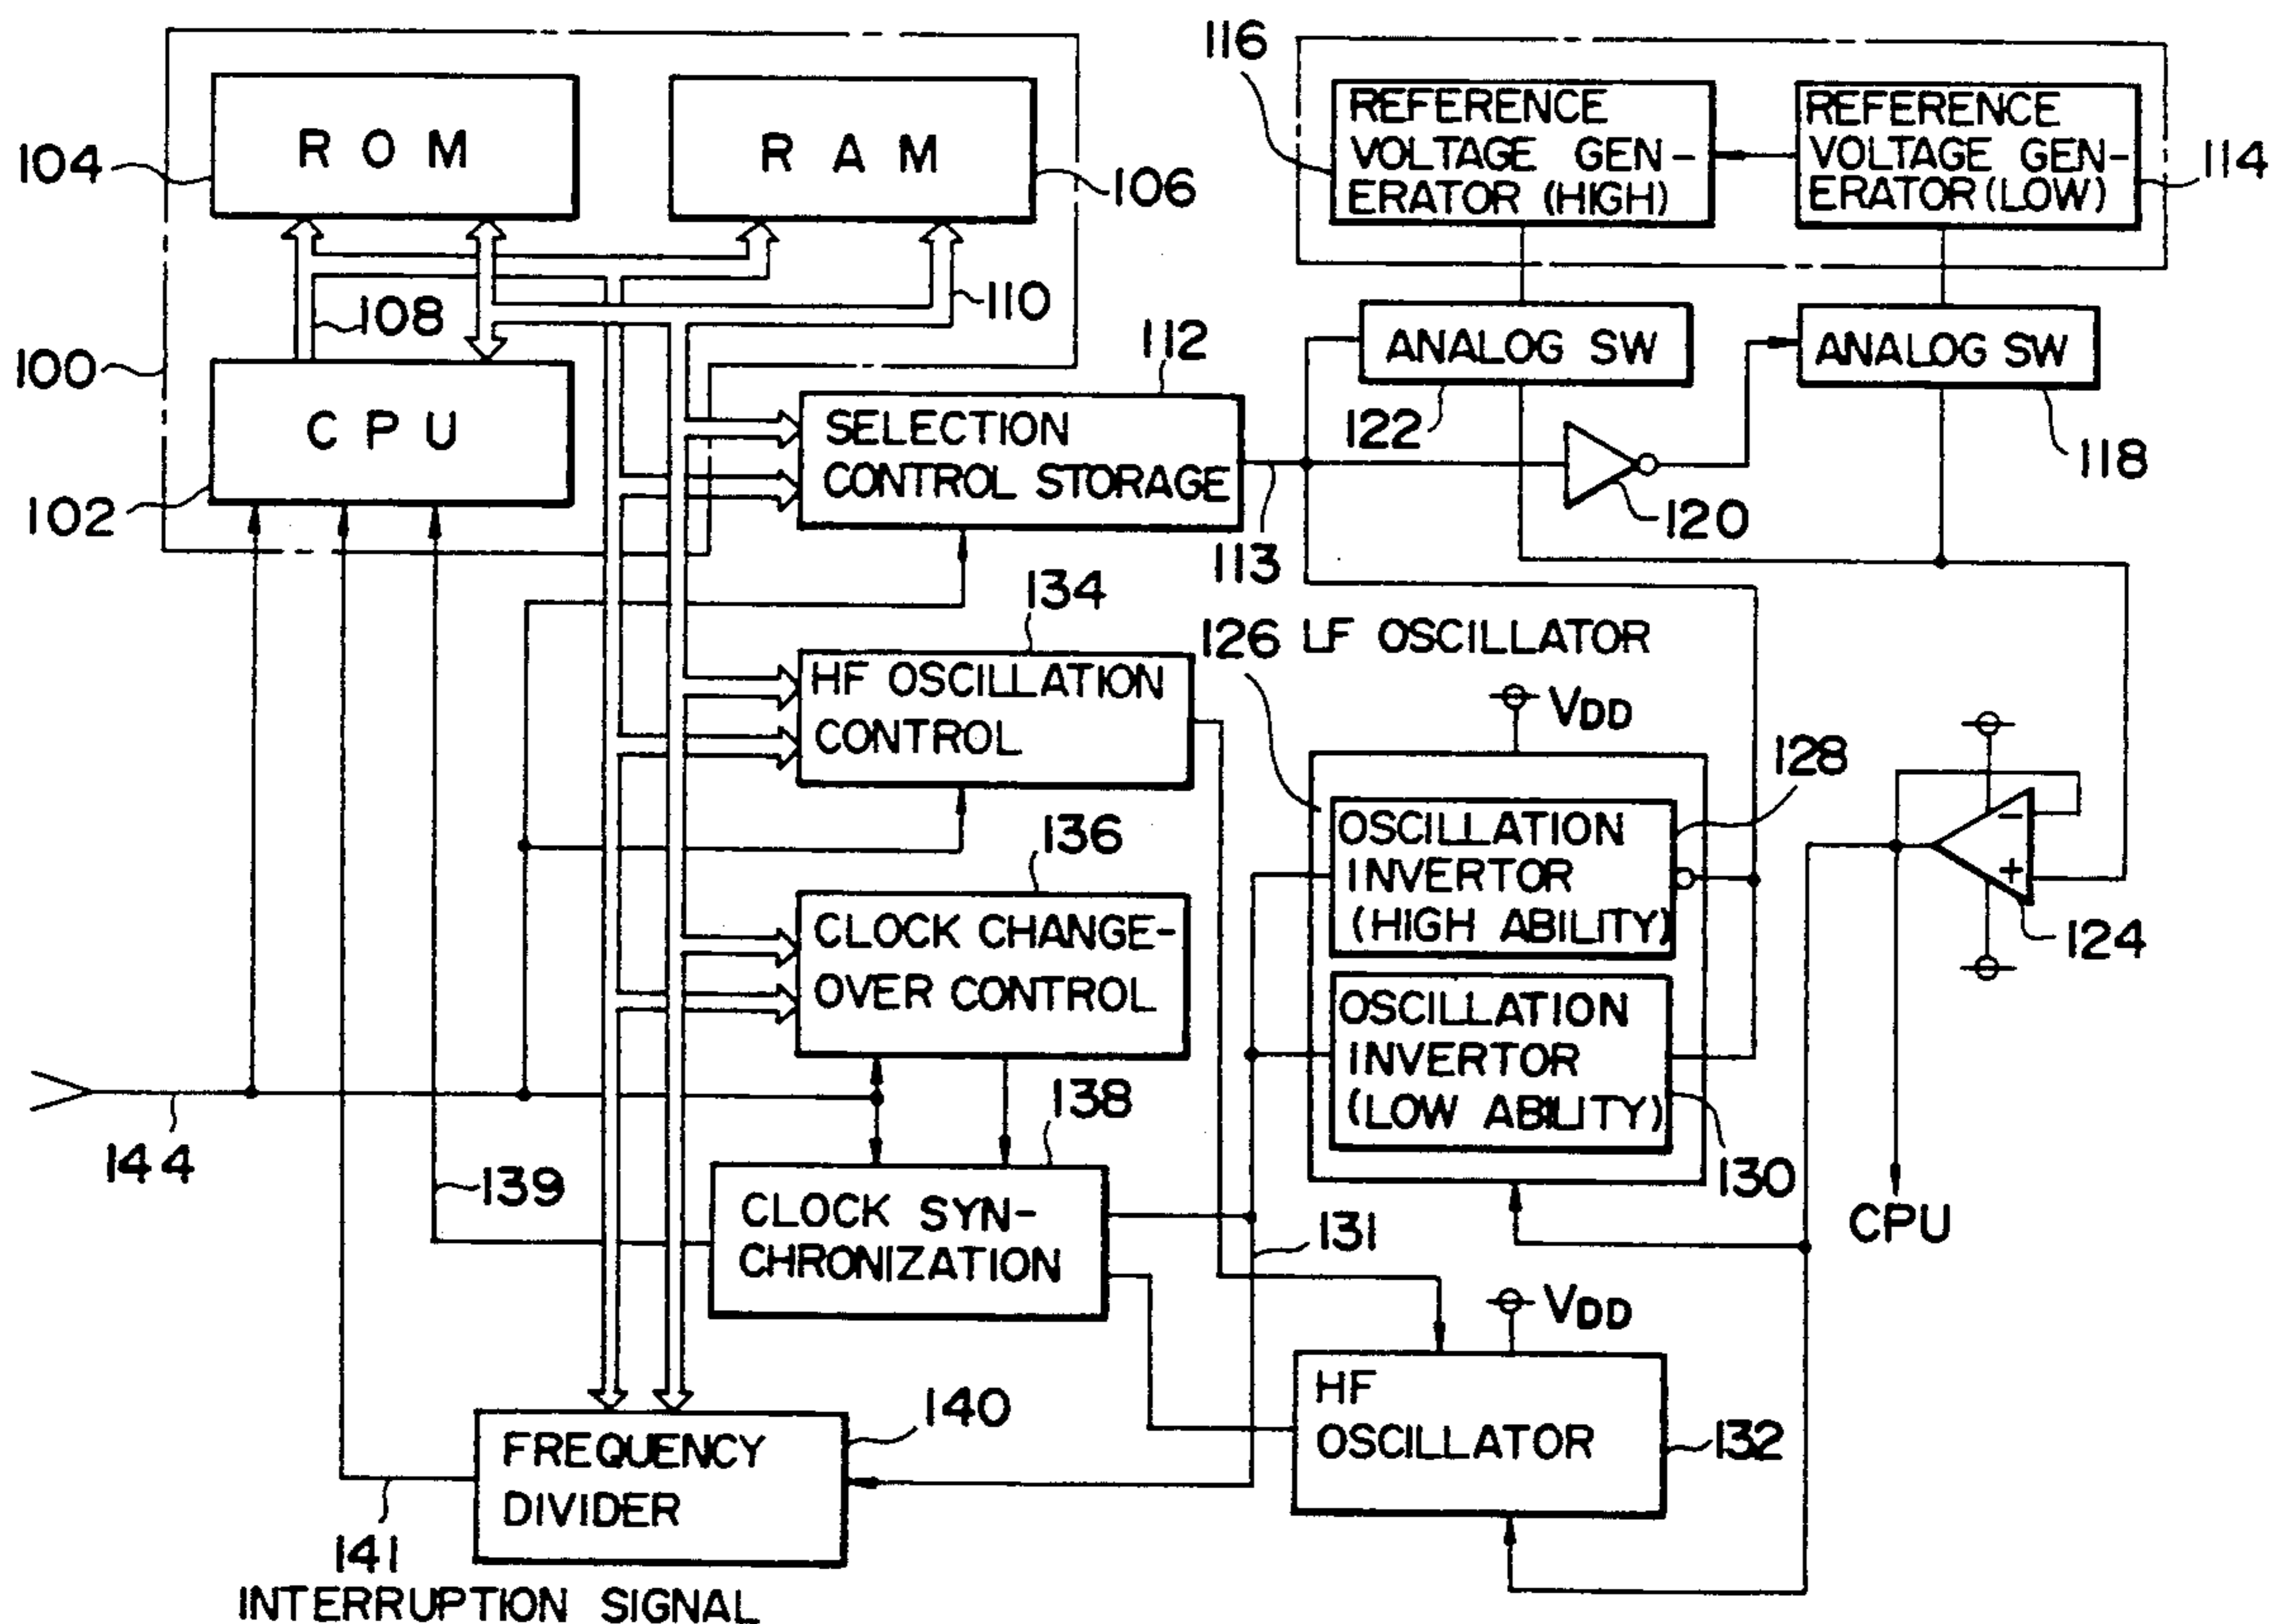 116
REFERENCE
VOLTAGE GEN-
ERATOR (HIGH)
REFERENCE
VOLTAGE GEN-
ERATOR (LOW)
114
104
R O M
R A M
106
108
110
100
C P U
102
112
SELECTION
CONTROL STORAGE
113
ANALOG SW
122
ANALOG SW
118
120
134
HF OSCILLATION
CONTROL
126 LF OSCILLATOR
VDD
128
OSCILLATION
INVERTOR
(HIGH ABILITY)
-
+
124
136
CLOCK CHANGE-
OVER CONTROL
OSCILLATION
INVERTOR
(LOW ABILITY)
130
144
139
138
CLOCK SYN-
CHRONIZATION
131
CPU
VDD
HF
OSCILLATOR
132
140
FREQUENCY
DIVIDER
141
INTERRUPTION SIGNAL